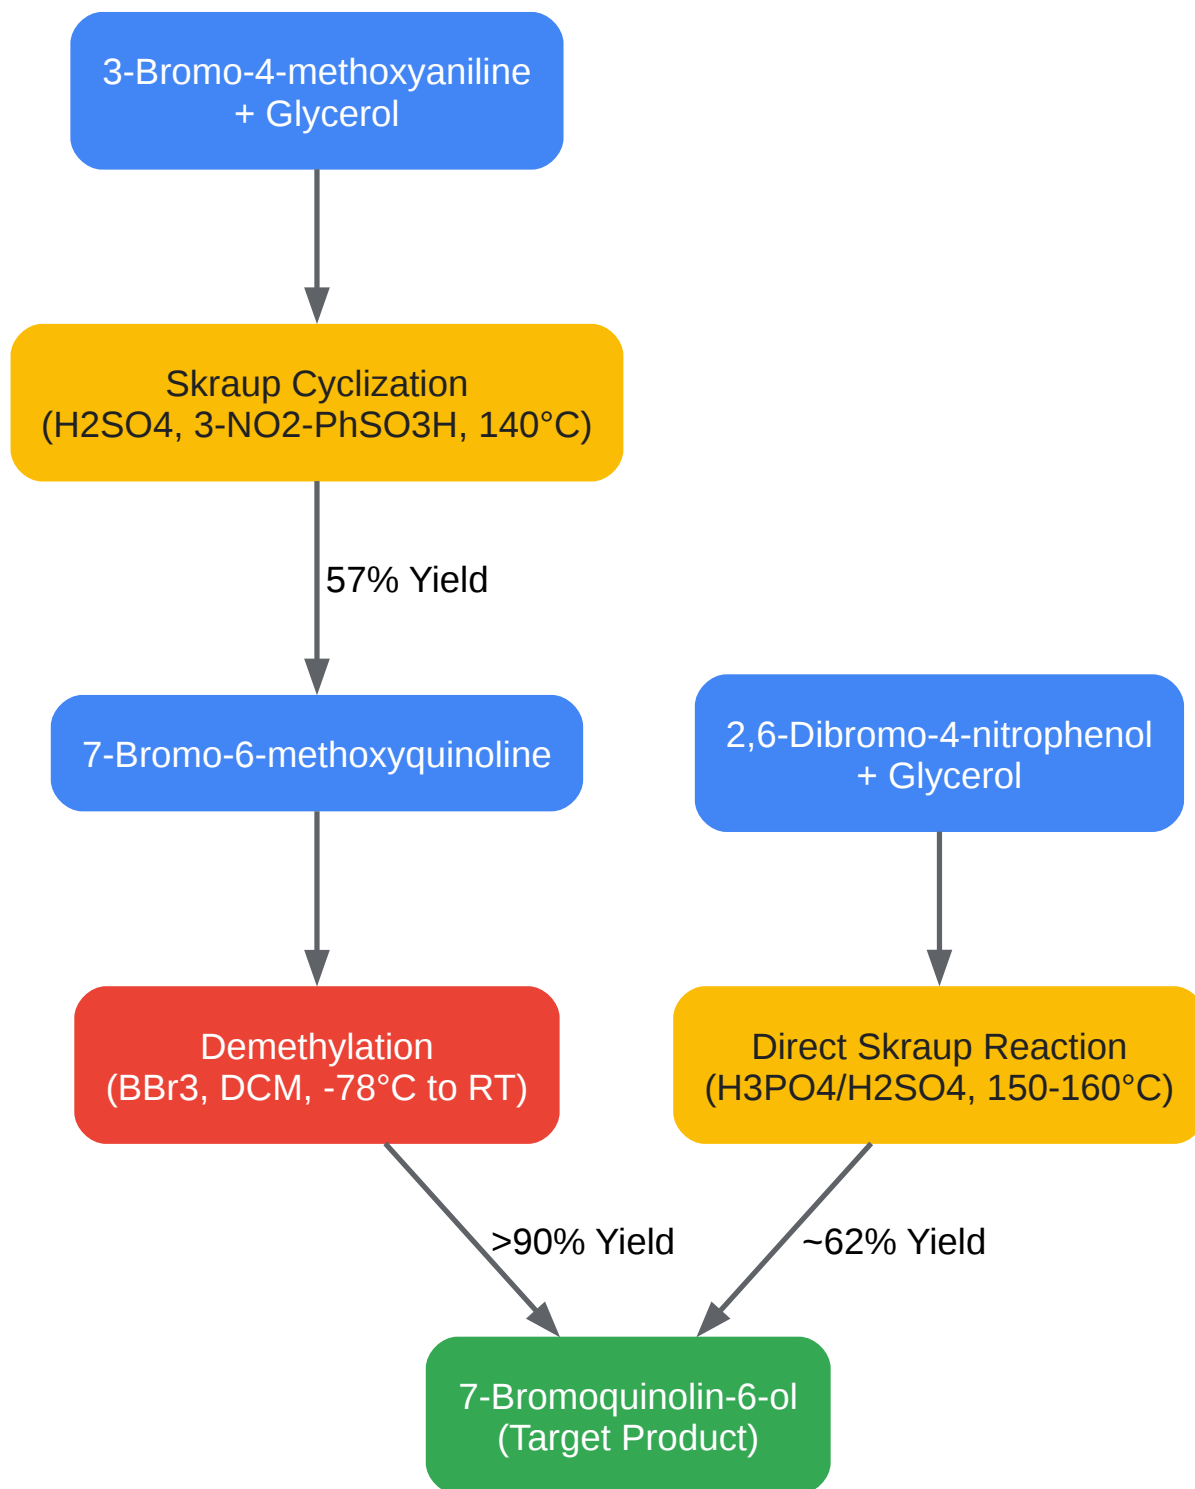 3-Bromo-4-methoxyaniline
+ Glycerol
Skraup Cyclization
(H2SO4, 3-NO2-PhSO3H, 140°C)
57% Yield
7-Bromo-6-methoxyquinoline
2,6-Dibromo-4-nitrophenol
+ Glycerol
Demethylation
(BBr3, DCM, -78°C to RT)
Direct Skraup Reaction
(H3PO4/H2SO4, 150-160°C)
>90% Yield
~62% Yield
7-Bromoquinolin-6-ol
(Target Product)